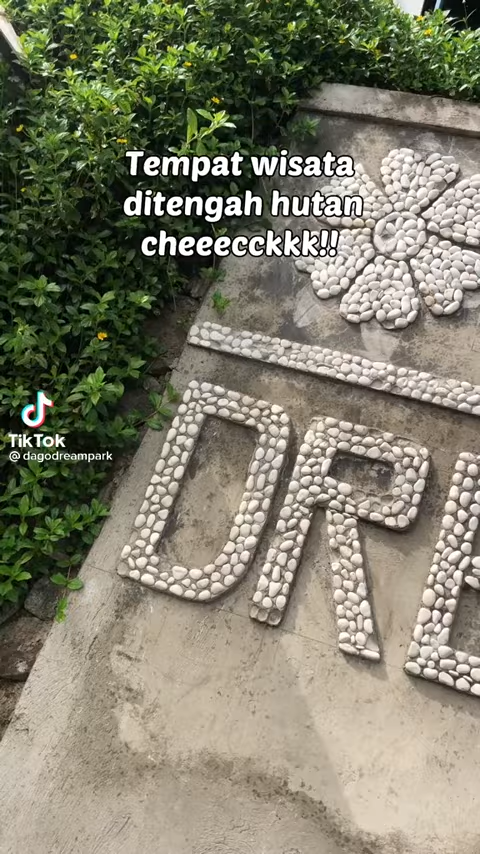 Tempat wisata
ditengah hutan
cheeecckkk!!
TikTok
@dagodreampark
DRE